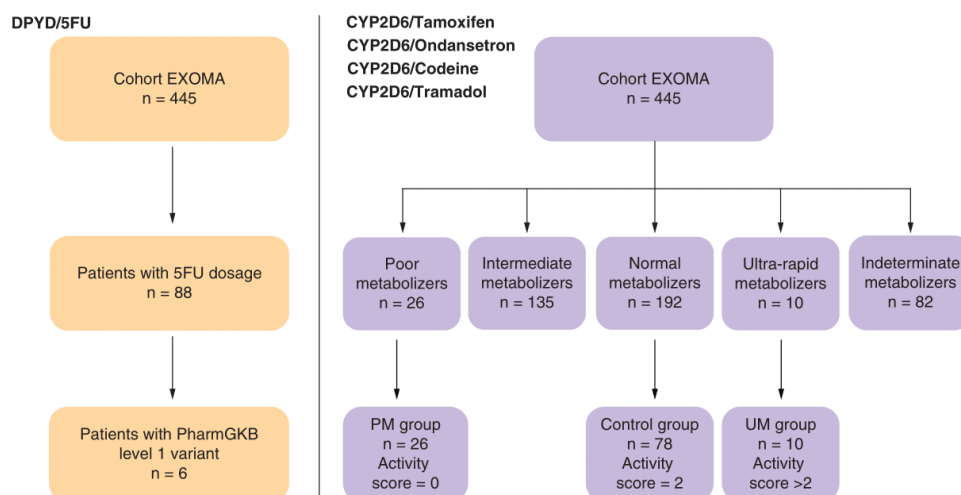 DPYD/5FU
Cohort EXOMA
n = 445
Patients with 5FU dosage
n = 88
Patients with PharmGKB
level 1 variant
n = 6
CYP2D6/Tamoxifen
CYP2D6/Ondansetron
CYP2D6/Codeine
CYP2D6/Tramadol
Cohort EXOMA
n = 445
Poor
metabolizers
n = 26
Intermediate
metabolizers
n = 135
Normal
metabolizers
n = 192
Ultra-rapid
metabolizers
n = 10
Indeterminate
metabolizers
n = 82
PM group
n = 26
Activity
score = 0
Control group
n = 78
Activity
score = 2
UM group
n = 10
Activity
score >2